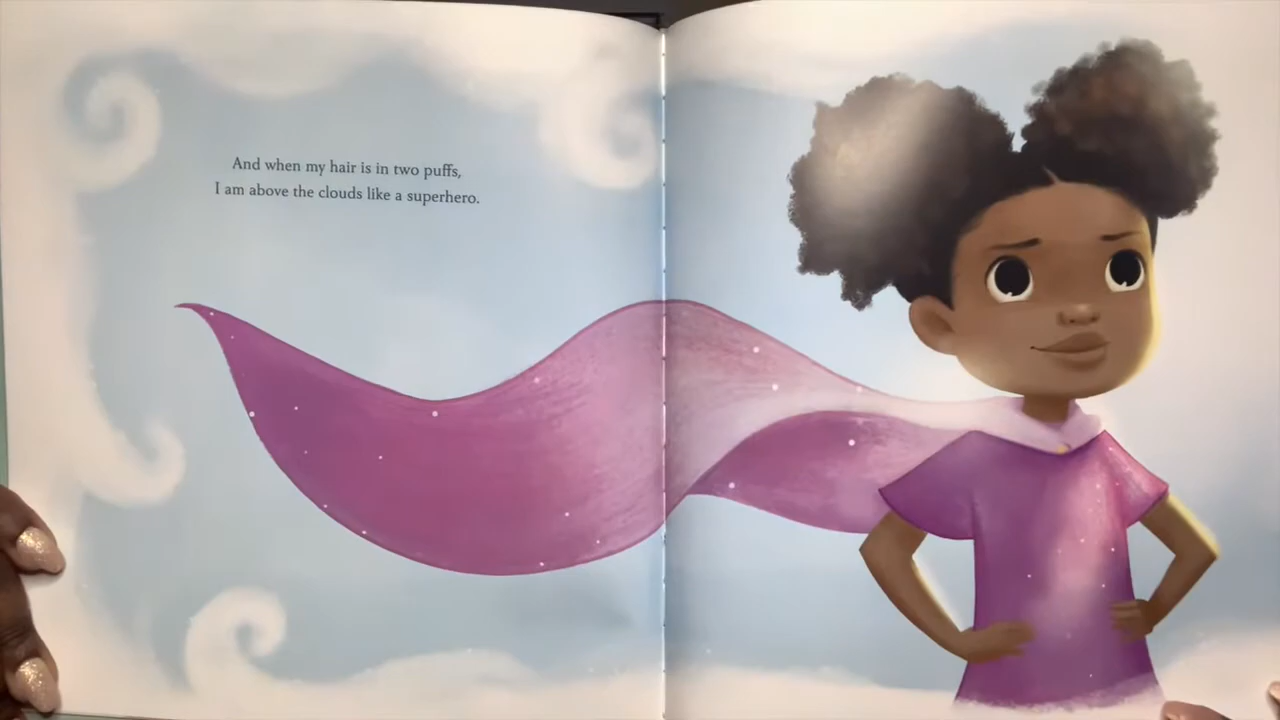 And when my hair is in two puffs,
I am above the clouds like a superhero.